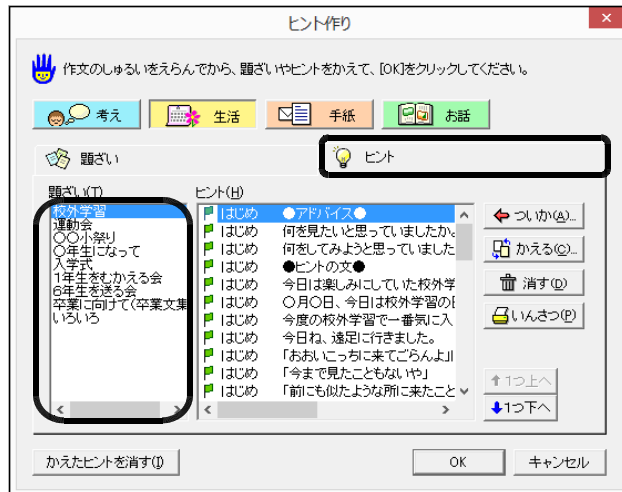 ヒント作り
作文のしゅるいをえらんでから、題ざいやヒントをかえて、[OK]をクリックしてください。
考え 生活 手紙 お話
題ざい ヒント
題ざい(T) ヒント(H)
校外学習
運動会
〇〇小祭り
〇年生になって
入学式
1年生をむかえる会
6年生を送る会
卒業に向けて(卒業文集
いろいろ
はじめ ●アドバイス●
はじめ 何を見たいと思っていましたか。
はじめ 何をしてみようと思っていました
はじめ ●ヒントの文●
はじめ 今日は楽しみにしていた校外学
はじめ 〇月〇日、今日は校外学習の
はじめ 今度の校外学習で一番気に入
はじめ 今日ね、遠足に行きました。
はじめ 「おおいこっちに来てごらんよ」
はじめ 「今まで見たこともないや」
はじめ 「前にも似たような所に来たこと
ついか(A)...
かえる(C)...
消す(D)
いんさつ(P)
1つ上へ
1つ下へ
かえたヒントを消す(I) OK キャンセル